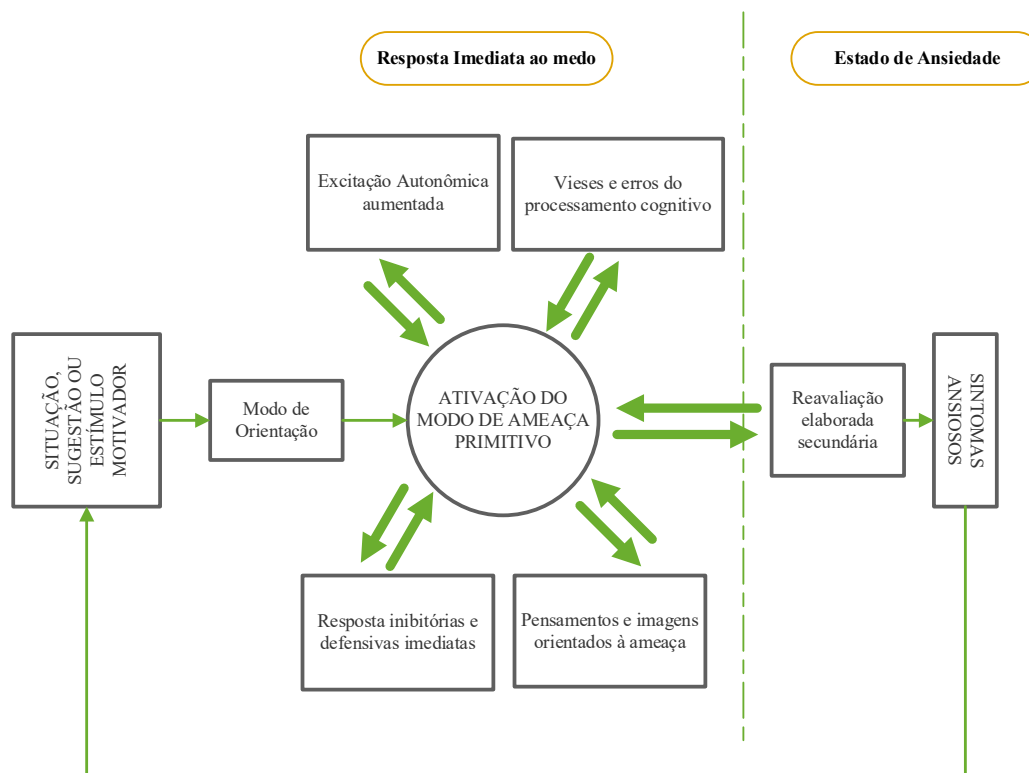 Resposta Imediata ao medo
Estado de Ansiedade
Excitação Autonômica
aumentada
Vieses e erros do
processamento cognitivo
SITUAÇÃO,
SUGESTÃO OU
ESTÍMULO
MOTIVADOR
Modo de
Orientação
ATIVAÇÃO DO
MODO DE AMEAÇA
PRIMITIVO
Reavaliação
elaborada
secundária
SINTOMAS
ANSIOSOS
Resposta inibitórias e
defensivas imediatas
Pensamentos e imagens
orientados à ameaça